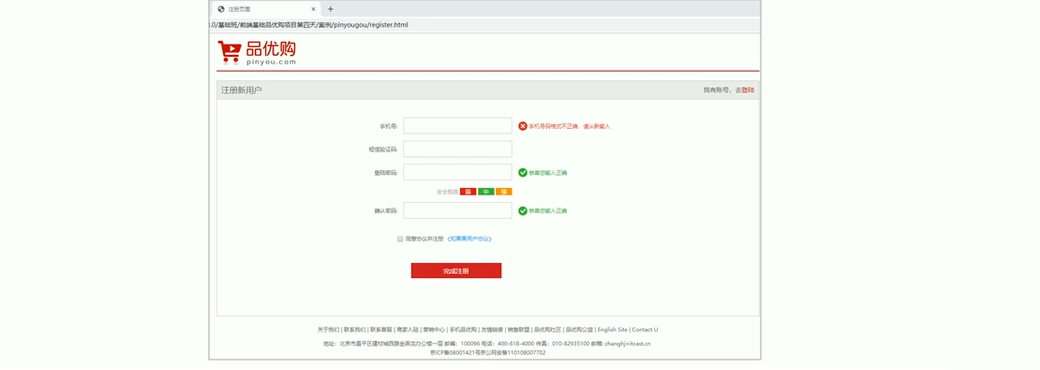 注册页面
.0/基础班/前端基础品优购项目第四天/案例/pinyougou/register.html
品优购
pinyou.com
注册新用户
我有账号，去登陆
手机号:
手机号码格式不正确，请从新输入
短信验证码:
登陆密码:
恭喜您输入正确
安全程度 弱 中 强
确认密码:
恭喜您输入正确
同意协议并注册 《知果果用户协议》
完成注册
关于我们 | 联系我们 | 联系客服 | 商家入驻 | 营销中心 | 手机品优购 | 友情链接 | 销售联盟 | 品优购社区 | 品优购公益 | English Site | Contact U
地址：北京市昌平区建材城西路金燕龙办公楼一层 邮编：100096 电话：400-618-4000 传真：010-82935100 邮箱: zhanghj+itcast.cn
京ICP备08001421号京公网安备110108007702